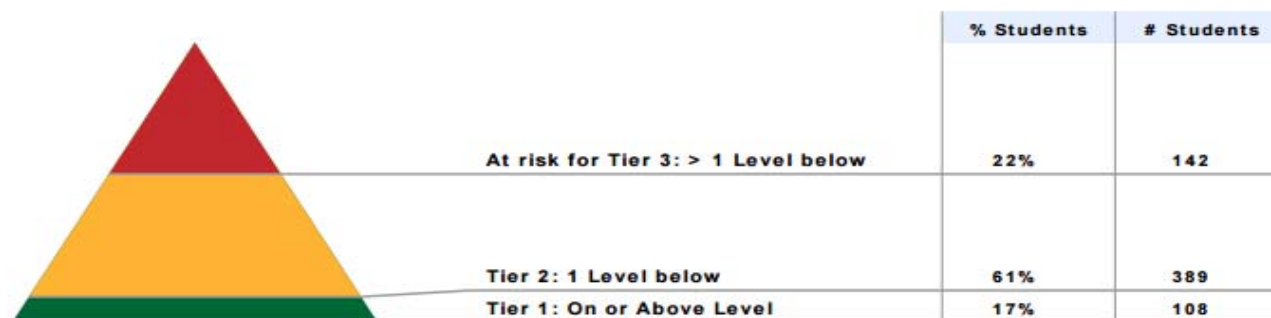 % Students # Students
At risk for Tier 3: > 1 Level below 22% 142
Tier 2: 1 Level below 61% 389
Tier 1: On or Above Level 17% 108